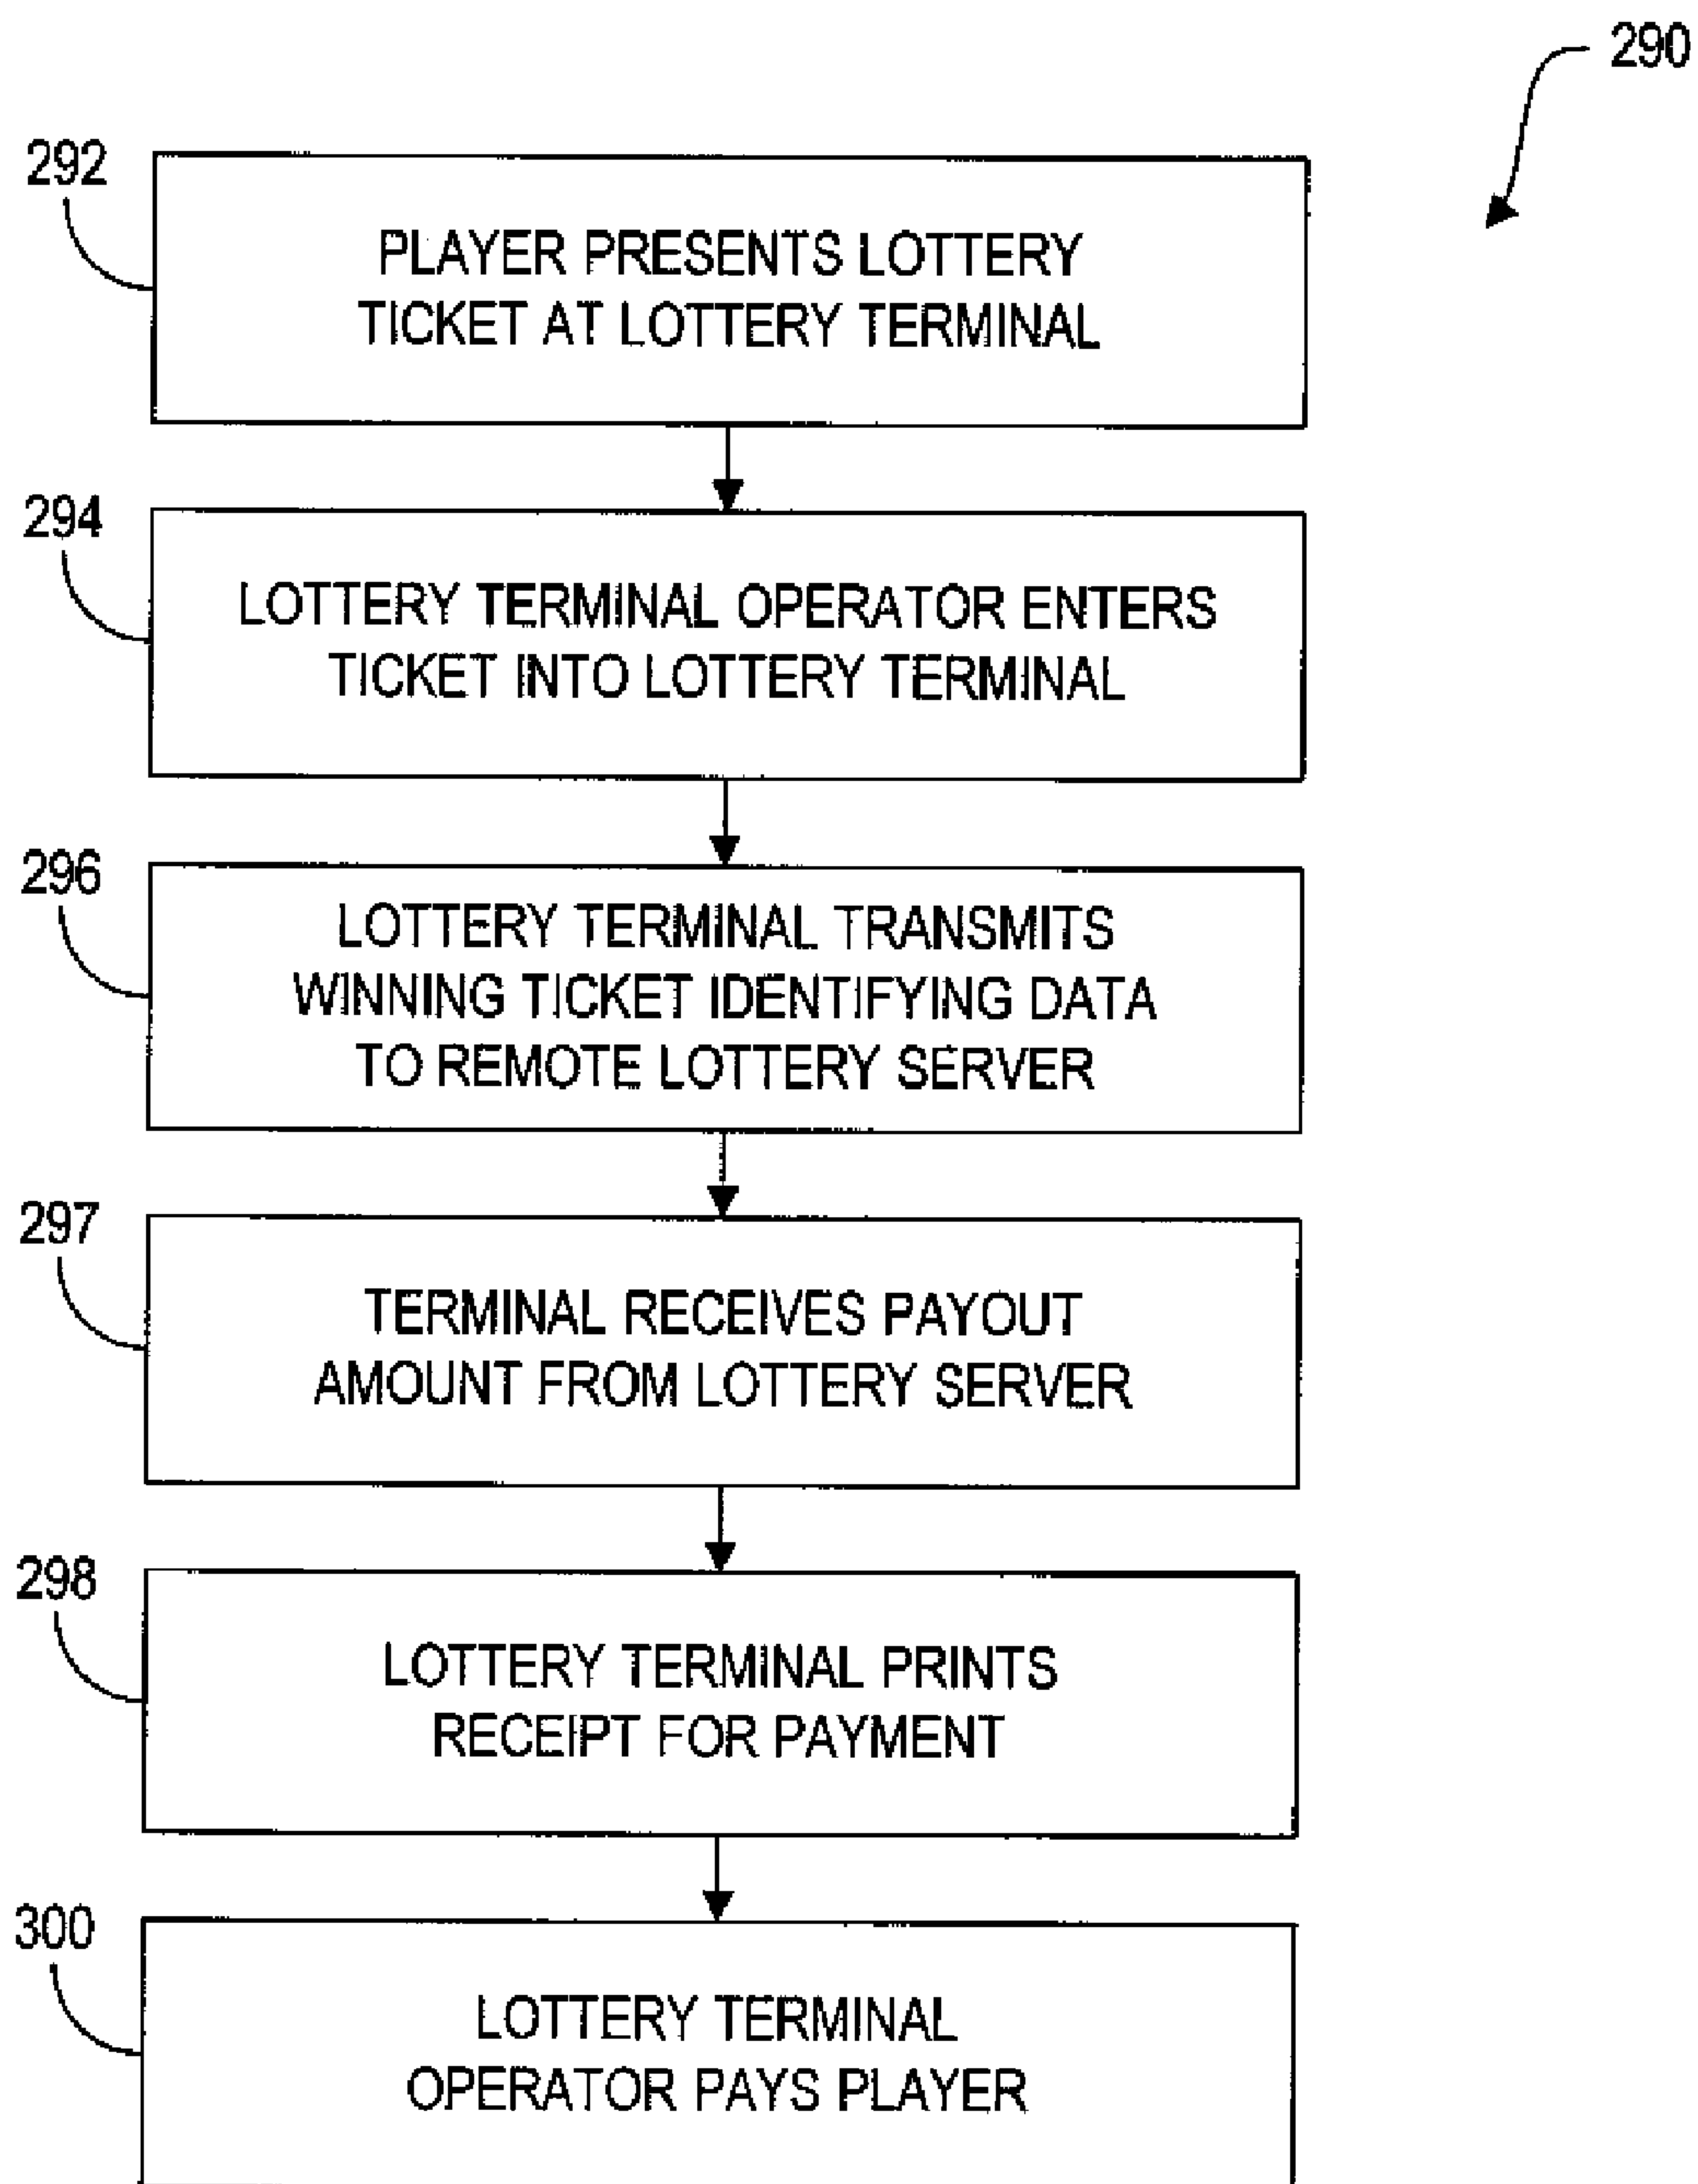 290
292
PLAYER PRESENTS LOTTERY
TICKET AT LOTTERY TERMINAL
294
LOTTERY TERMINAL OPERATOR ENTERS
TICKET INTO LOTTERY TERMINAL
296
LOTTERY TERMINAL TRANSMITS
WINNING TICKET IDENTIFYING DATA
TO REMOTE LOTTERY SERVER
297
TERMINAL RECEIVES PAYOUT
AMOUNT FROM LOTTERY SERVER
298
LOTTERY TERMINAL PRINTS
RECEIPT FOR PAYMENT
300
LOTTERY TERMINAL
OPERATOR PAYS PLAYER